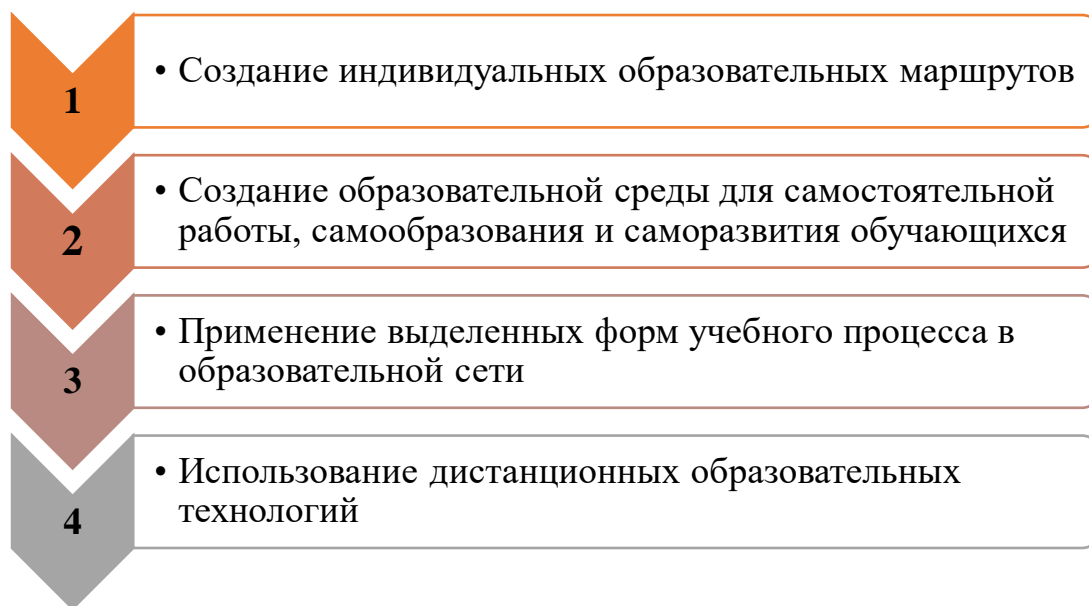 1
• Создание индивидуальных образовательных маршрутов
2
• Создание образовательной среды для самостоятельной
работы, самообразования и саморазвития обучающихся
3
• Применение выделенных форм учебного процесса в
образовательной сети
4
• Использование дистанционных образовательных
технологий